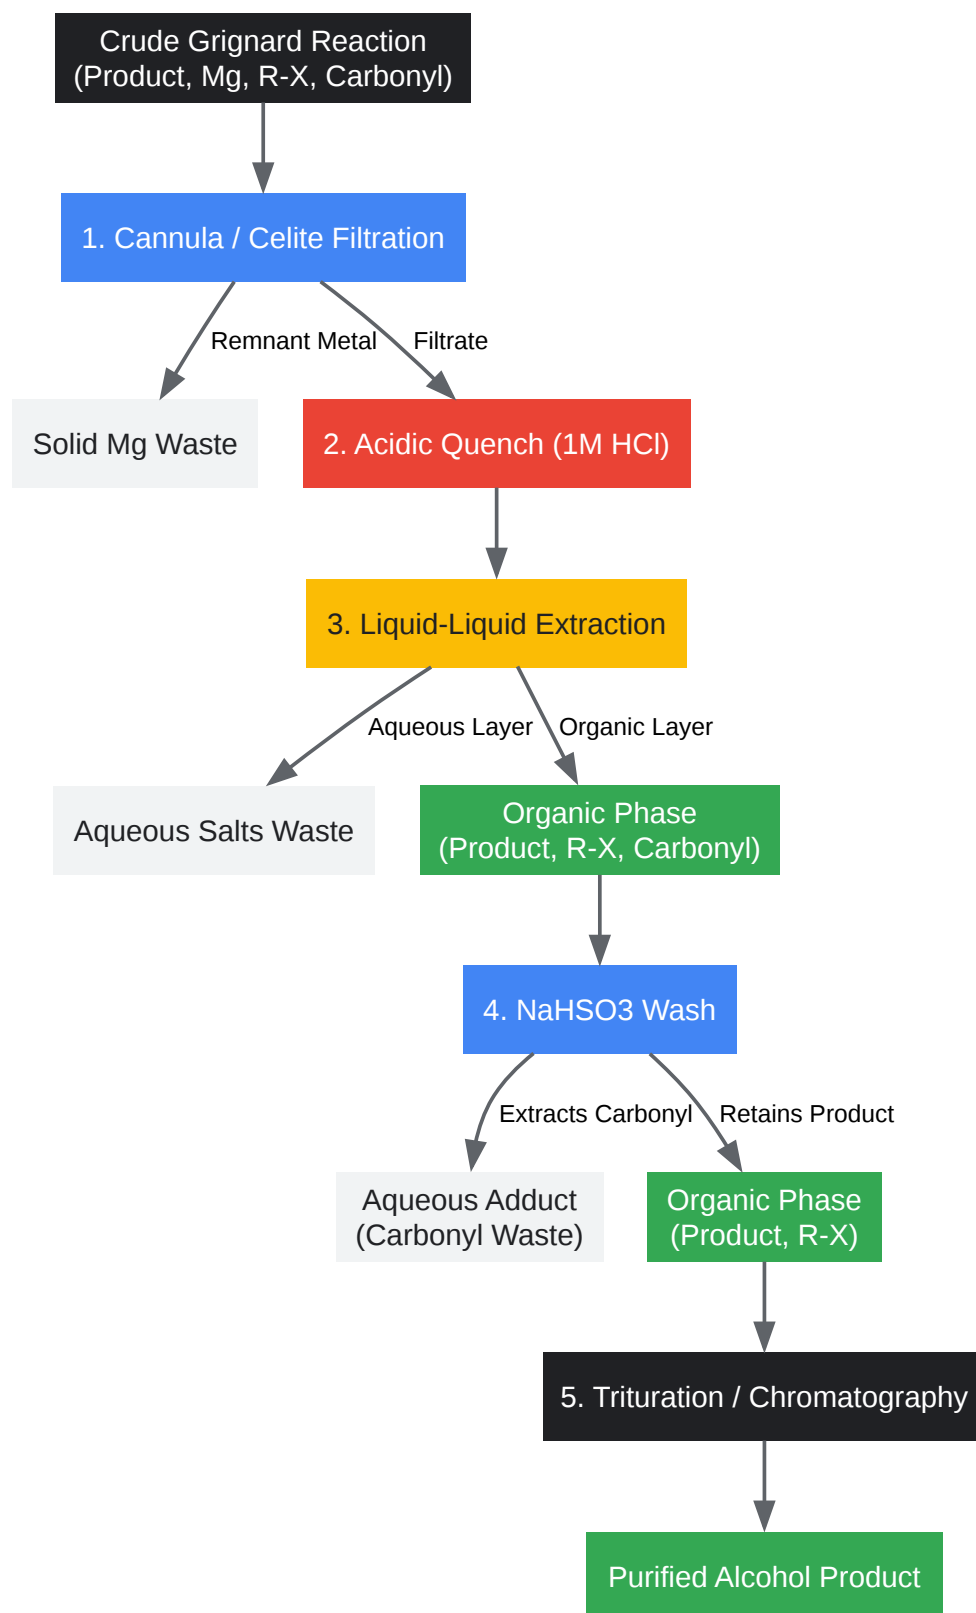 Crude Grignard Reaction
(Product, Mg, R-X, Carbonyl)
1. Cannula / Celite Filtration
Remnant Metal
Filtrate
Solid Mg Waste
2. Acidic Quench (1M HCl)
3. Liquid-Liquid Extraction
Aqueous Layer
Organic Layer
Aqueous Salts Waste
Organic Phase
(Product, R-X, Carbonyl)
4. NaHSO3 Wash
Extracts Carbonyl
Retains Product
Aqueous Adduct
(Carbonyl Waste)
Organic Phase
(Product, R-X)
5. Trituration / Chromatography
Purified Alcohol Product